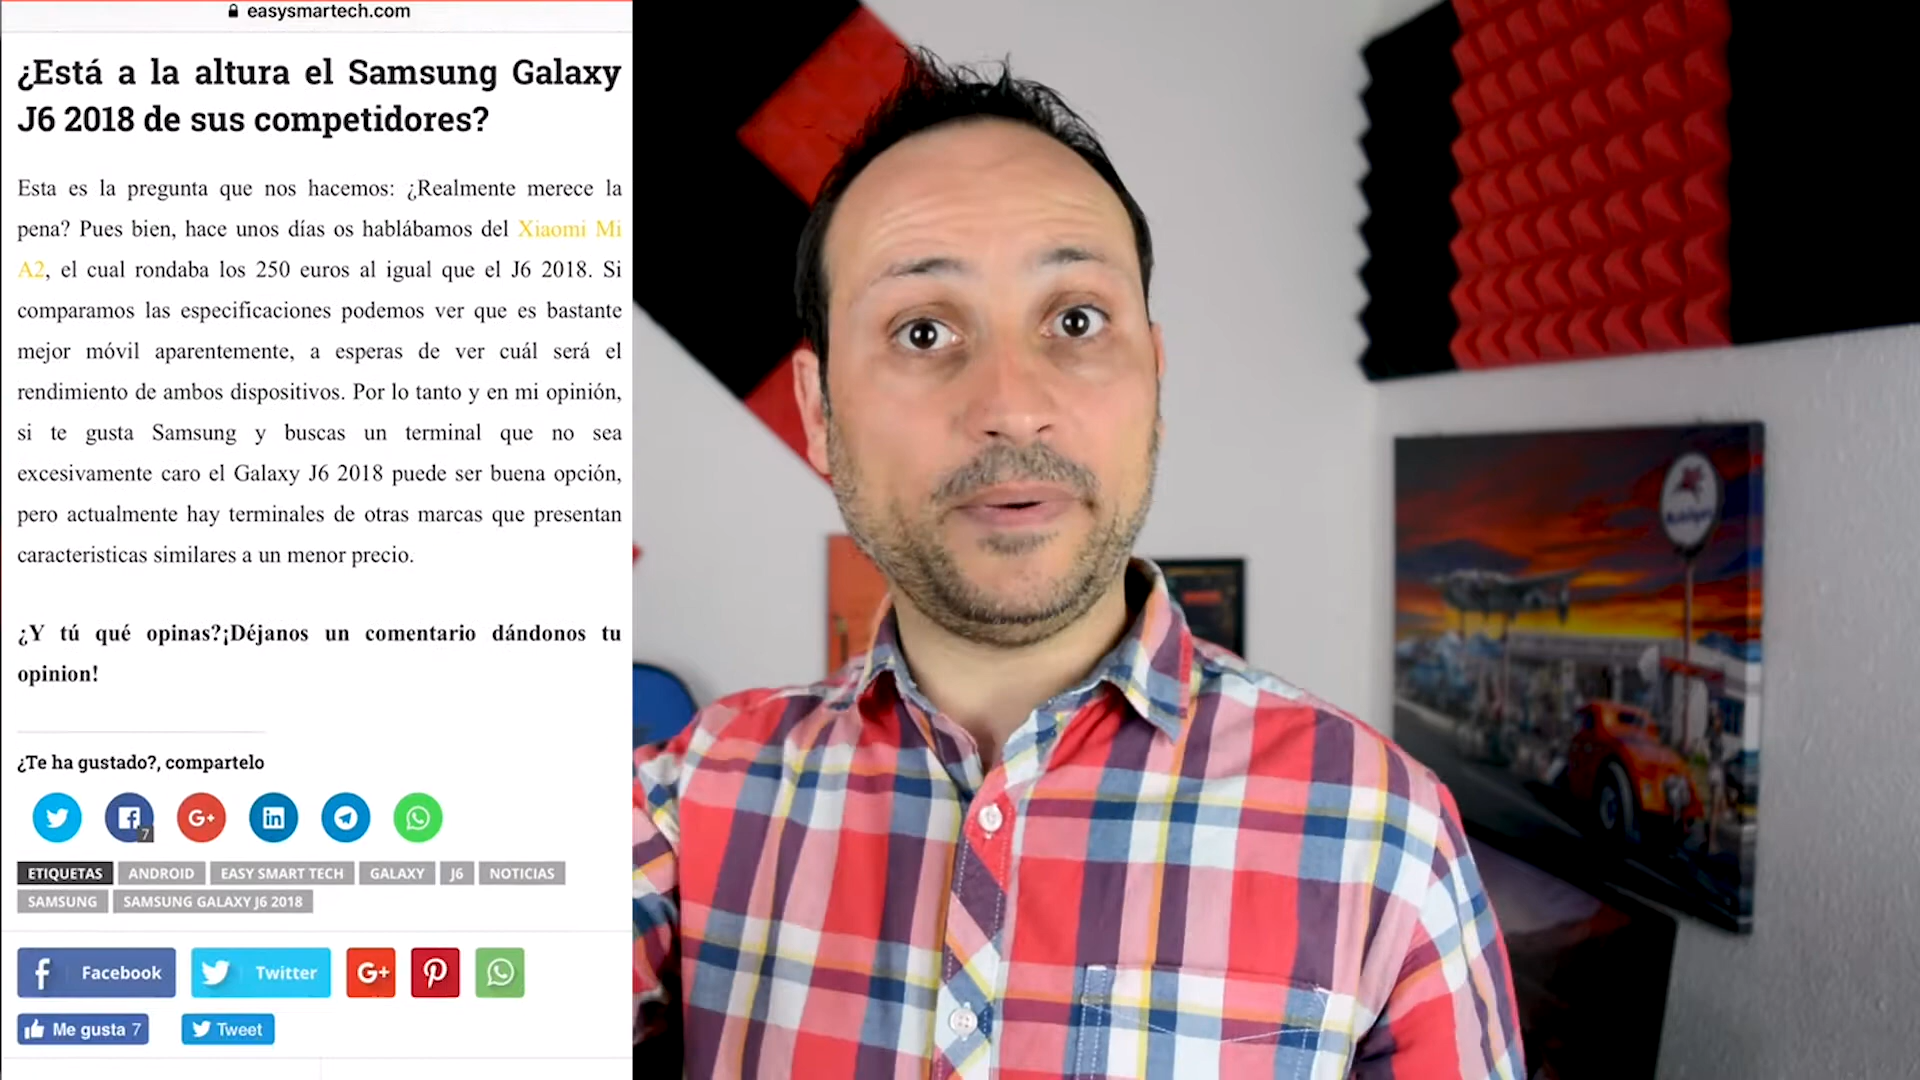 easysmartech.com
¿Está a la altura el Samsung Galaxy
J6 2018 de sus competidores?
Esta es la pregunta que nos hacemos: ¿Realmente merece la
pena? Pues bien, hace unos días os hablábamos del Xiaomi Mi
A2, el cual rondaba los 250 euros al igual que el J6 2018. Si
comparamos las especificaciones podemos ver que es bastante
mejor móvil aparentemente, a esperas de ver cuál será el
rendimiento de ambos dispositivos. Por lo tanto y en mi opinión,
si te gusta Samsung y buscas un terminal que no sea
excesivamente caro el Galaxy J6 2018 puede ser buena opción,
pero actualmente hay terminales de otras marcas que presentan
caracteristicas similares a un menor precio.
¿Y tú qué opinas?¡Déjanos un comentario dándonos tu
opinion!
¿Te ha gustado?, compartelo
G+ in
7
ETIQUETAS ANDROID EASY SMART TECH GALAXY J6 NOTICIAS
SAMSUNG SAMSUNG GALAXY J6 2018
Facebook Twitter G+
Me gusta 7 Tweet